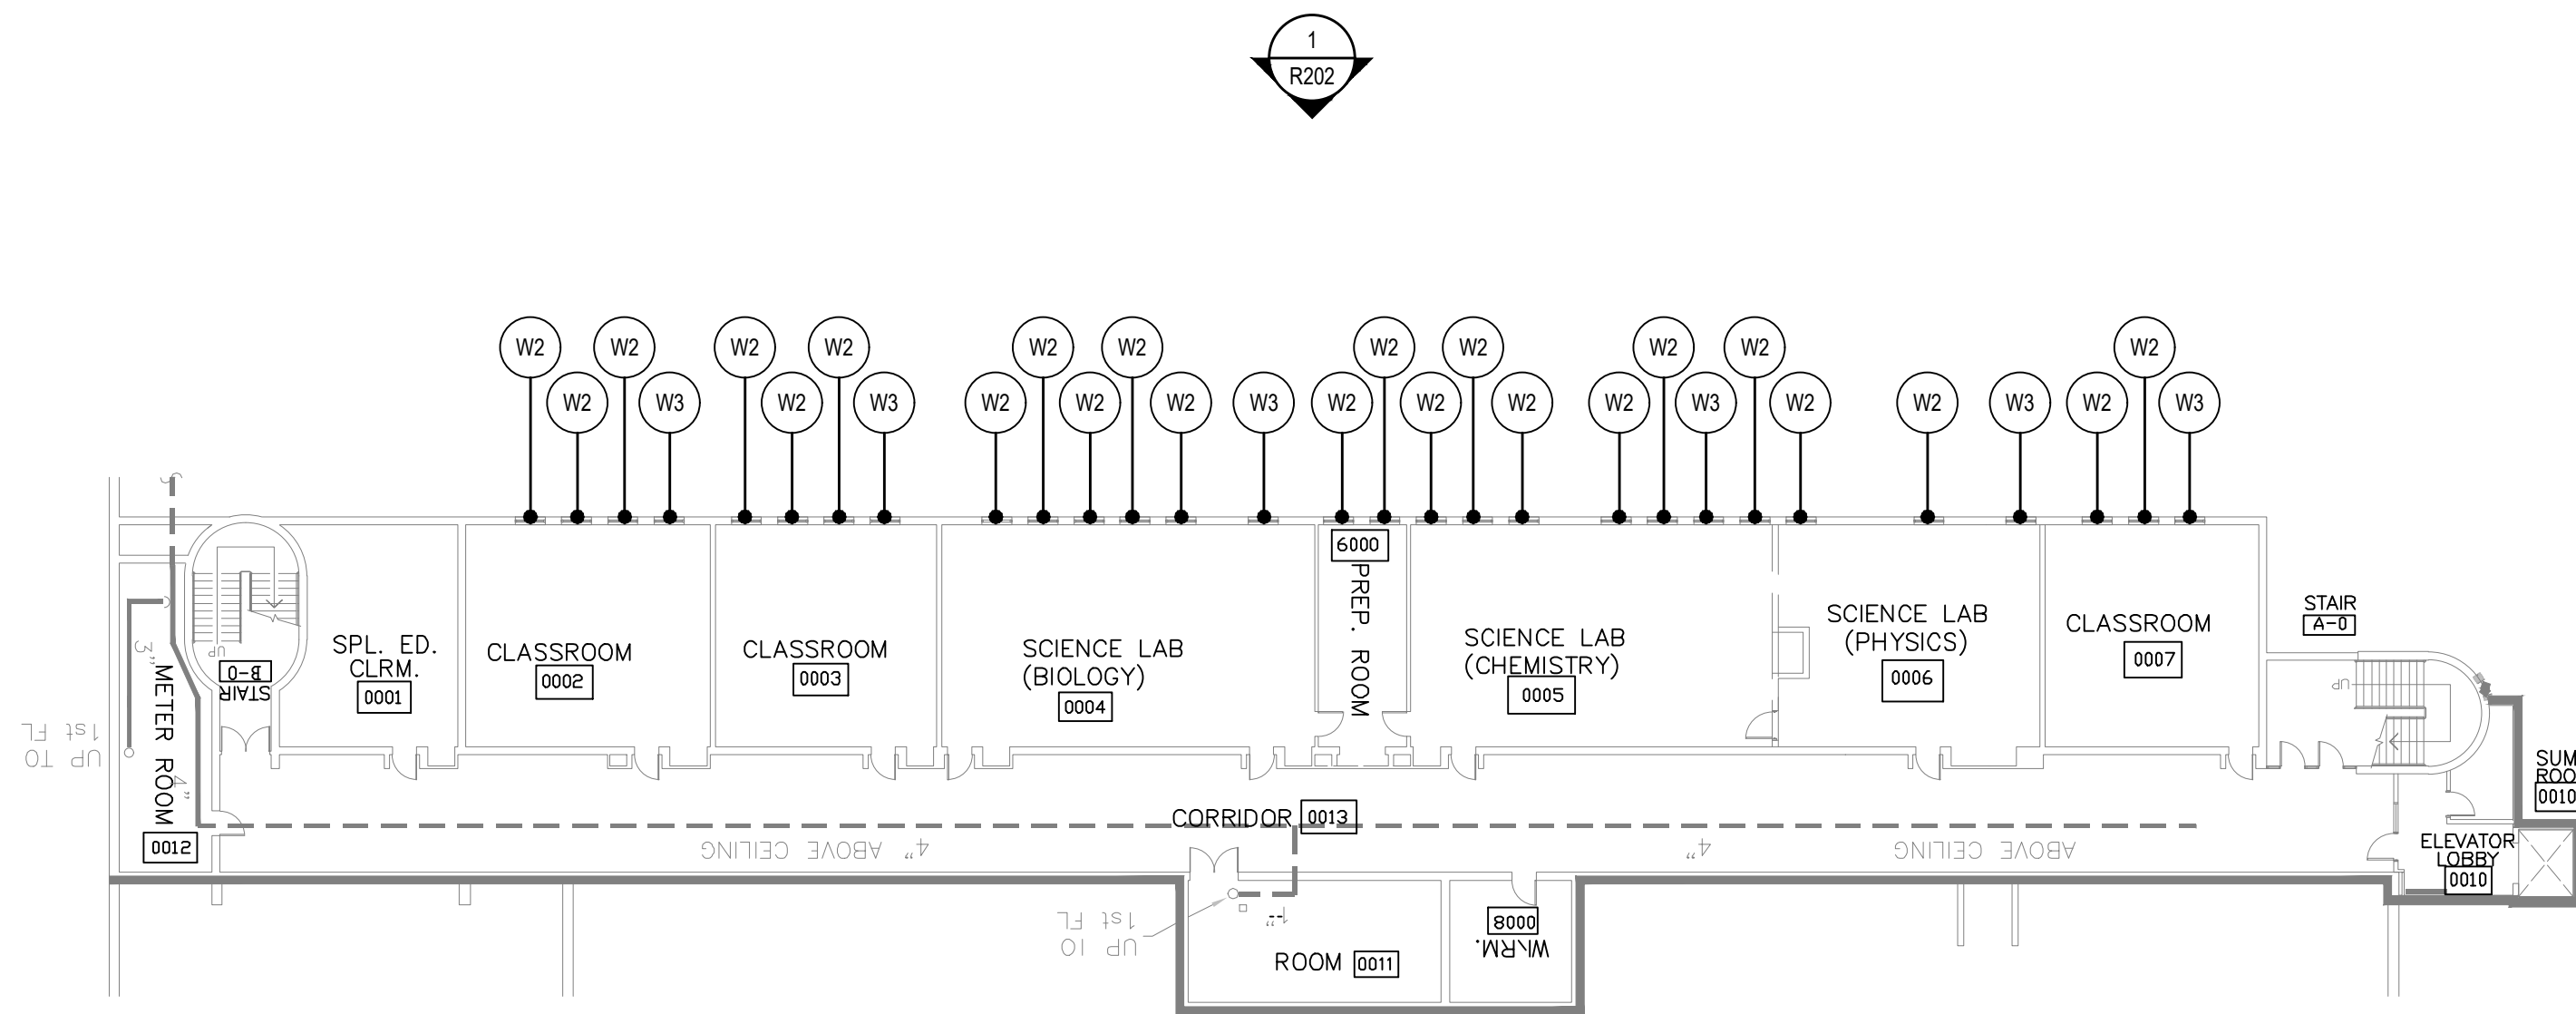 1
R202
W2 W2 W2 W2 W2 W2 W2 W2 W2 W2 W2
W2 W3 W2 W3 W2 W2 W2 W3 W2 W2 W2 W2 W3 W2 W2 W3 W2 W3
6000
PREP. ROOM
SPL. ED.
CLRM.
0001
CLASSROOM
0002
CLASSROOM
0003
SCIENCE LAB
(BIOLOGY)
0004
SCIENCE LAB
(CHEMISTRY)
0005
SCIENCE LAB
(PHYSICS)
0006
CLASSROOM
0007
STAIR
A-0
UP
UP
STAIR
B-0
3"
4"
METER ROOM
0012
UP TO
1st FL
CORRIDOR 0013
4" ABOVE CEILING
4"
ABOVE CEILING
SUM
ROO
0010
ELEVATOR
LOBBY
0010
UP TO
1st FL
1"
ROOM 0011
8000